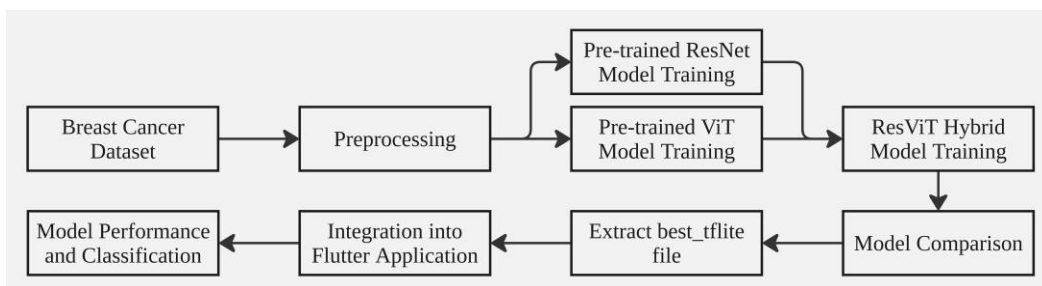 Pre-trained ResNet
Model Training
Breast Cancer
Dataset
Preprocessing
Pre-trained ViT
Model Training
ResViT Hybrid
Model Training
Model Performance
and Classification
Integration into
Flutter Application
Extract best_tflite
file
Model Comparison